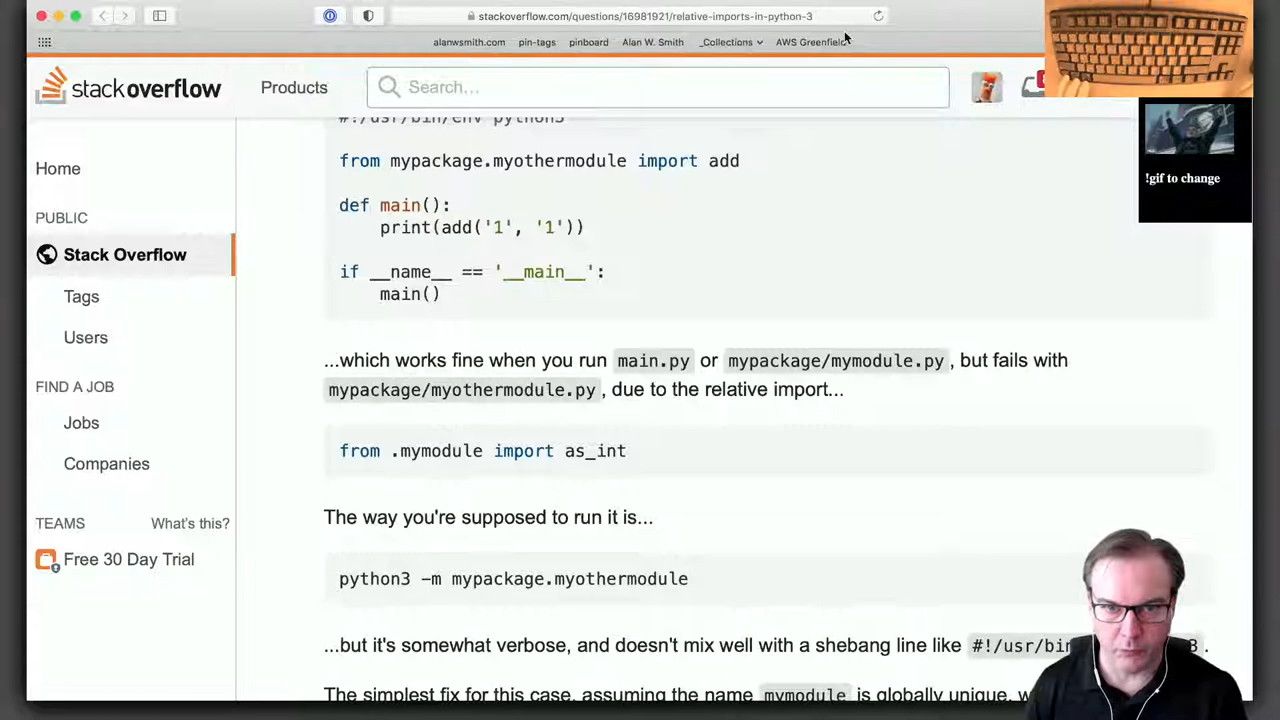 stackoverflow.com/questions/16981921/relative-imports-in-python-3
alanwsmith.com pin-tags pinboard Alan W. Smith _Collections AWS Greenfield
stackoverflow Products Search...
!gif to change
Home
PUBLIC
Stack Overflow
Tags
Users
FIND A JOB
Jobs
Companies
TEAMS What's this?
Free 30 Day Trial
#!/usr/bin/env python3
from mypackage.myothermodule import add
def main():
print(add('1', '1'))
if __name__ == '__main__':
main()
...which works fine when you run main.py or mypackage/mymodule.py, but fails with
mypackage/myothermodule.py, due to the relative import...
from .mymodule import as_int
The way you're supposed to run it is...
python3 -m mypackage.myothermodule
...but it's somewhat verbose, and doesn't mix well with a shebang line like #!/usr/bin
The simplest fix for this case, assuming the name mymodule is globally unique,